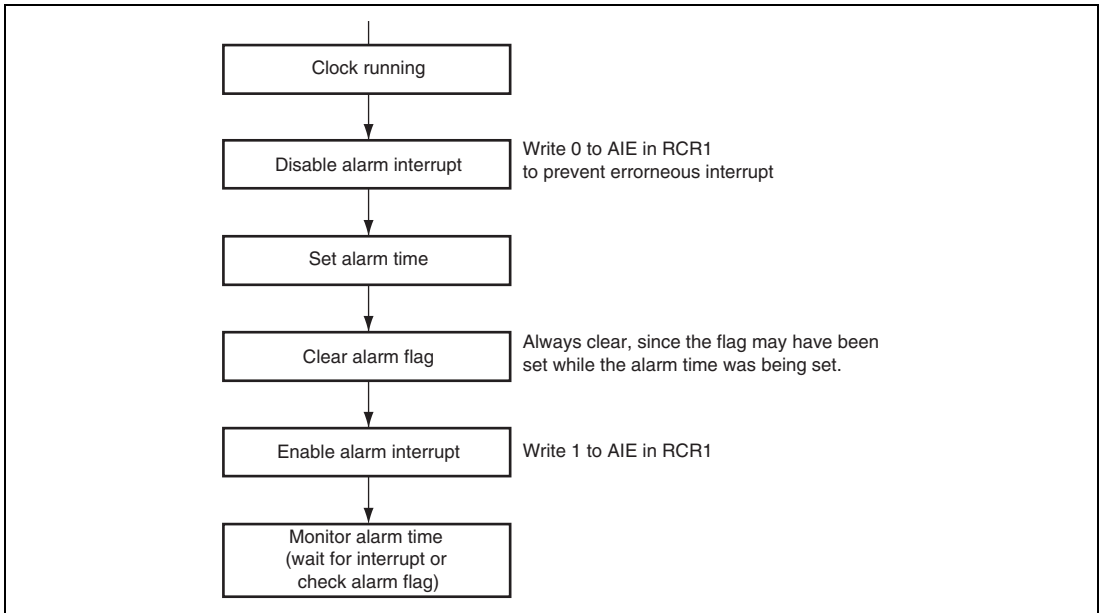 Clock running
Disable alarm interrupt
Write 0 to AIE in RCR1
to prevent errorneous interrupt
Set alarm time
Clear alarm flag
Always clear, since the flag may have been
set while the alarm time was being set.
Enable alarm interrupt
Write 1 to AIE in RCR1
Monitor alarm time
(wait for interrupt or
check alarm flag)